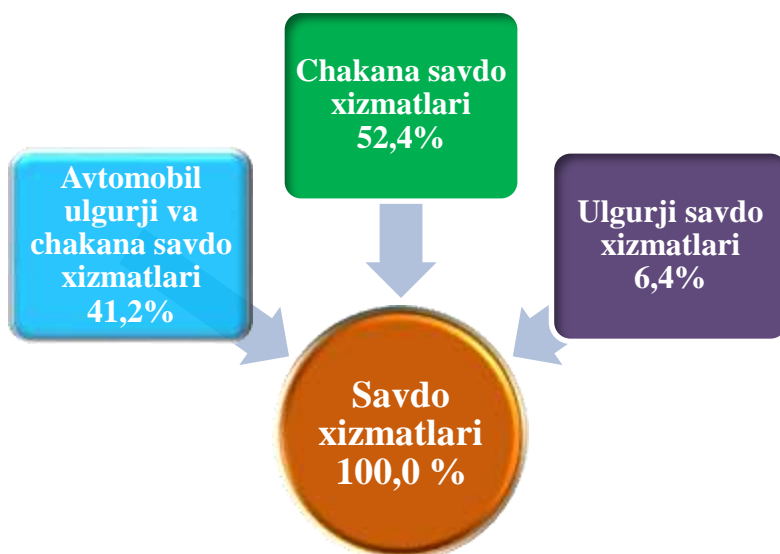 Chakana savdo
xizmatlari
52,4%
Avtomobil
ulgurji va
chakana savdo
xizmatlari
41,2%
Ulgurji savdo
xizmatlari
6,4%
Savdo
xizmatlari
100,0 %